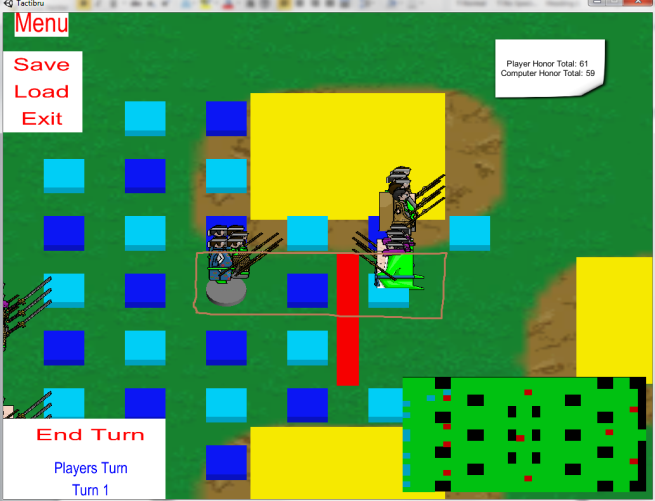 Tactibru
Menu
Save
Load
Exit
Player Honor Total: 61
Computer Honor Total: 59
End Turn
Players Turn
Turn 1